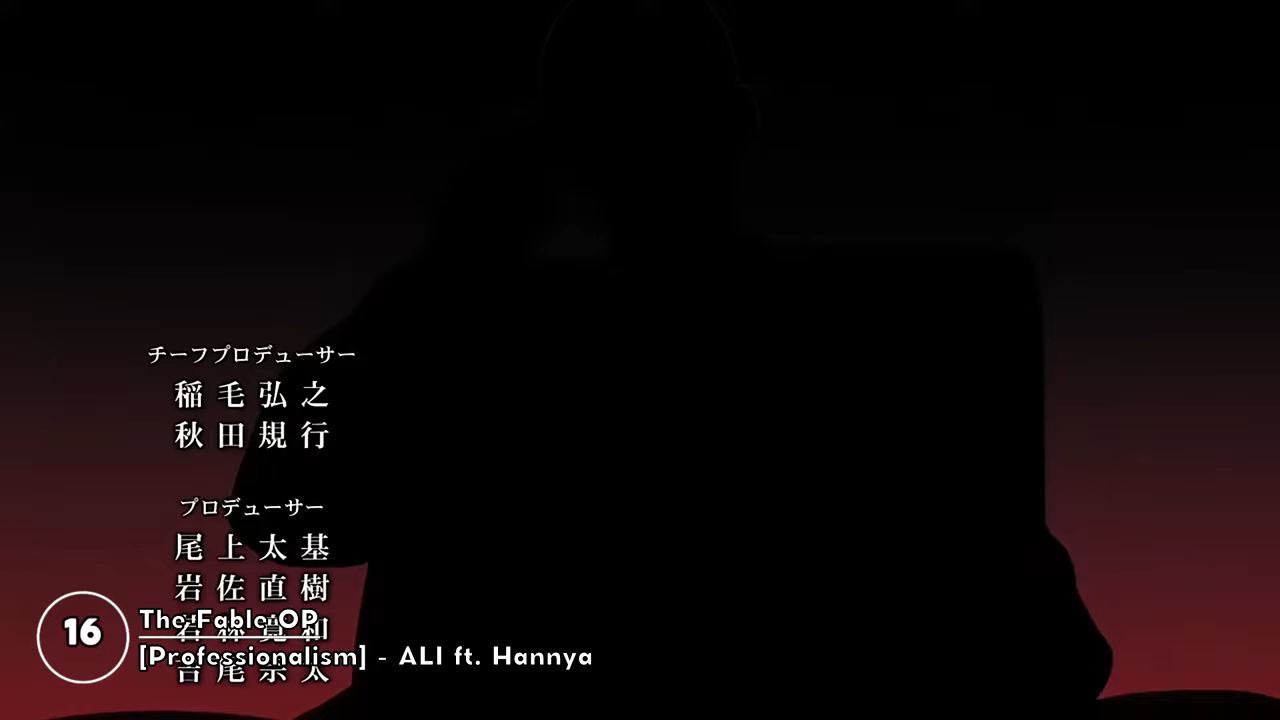 チーフプロデューサー
稲毛弘之
秋田規行
プロデューサー
尾上太基
岩佐直樹
16
The Fable OP
[Professionalism] - ALI ft. Hannya